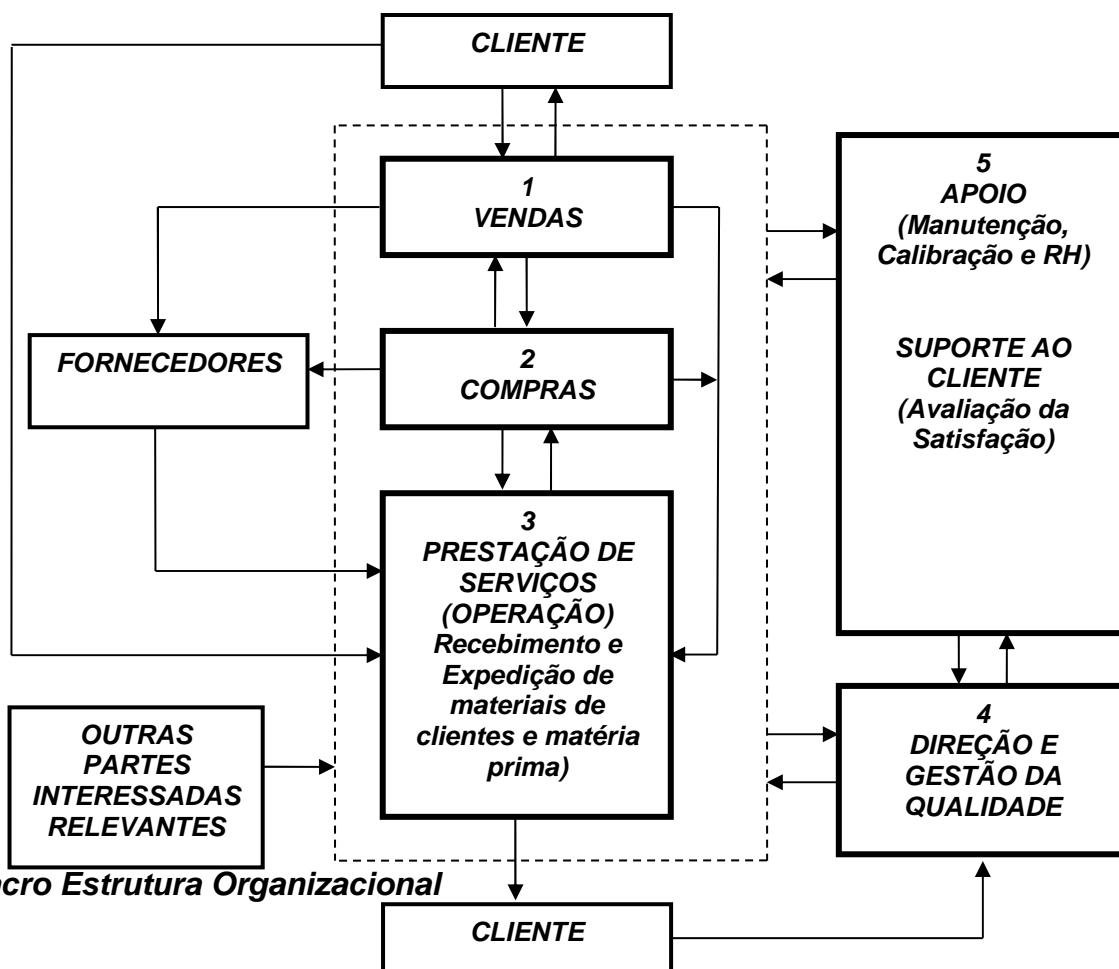 CLIENTE
1
VENDAS
5
APOIO
(Manutenção,
Calibração e RH)
SUPORTE AO
CLIENTE
(Avaliação da
Satisfação)
FORNECEDORES
2
COMPRAS
3
PRESTAÇÃO DE
SERVIÇOS
(OPERAÇÃO)
Recebimento e
Expedição de
materiais de
clientes e matéria
prima)
OUTRAS
PARTES
INTERESSADAS
RELEVANTES
4
DIREÇÃO E
GESTÃO DA
QUALIDADE
Estrutura Organizacional
CLIENTE